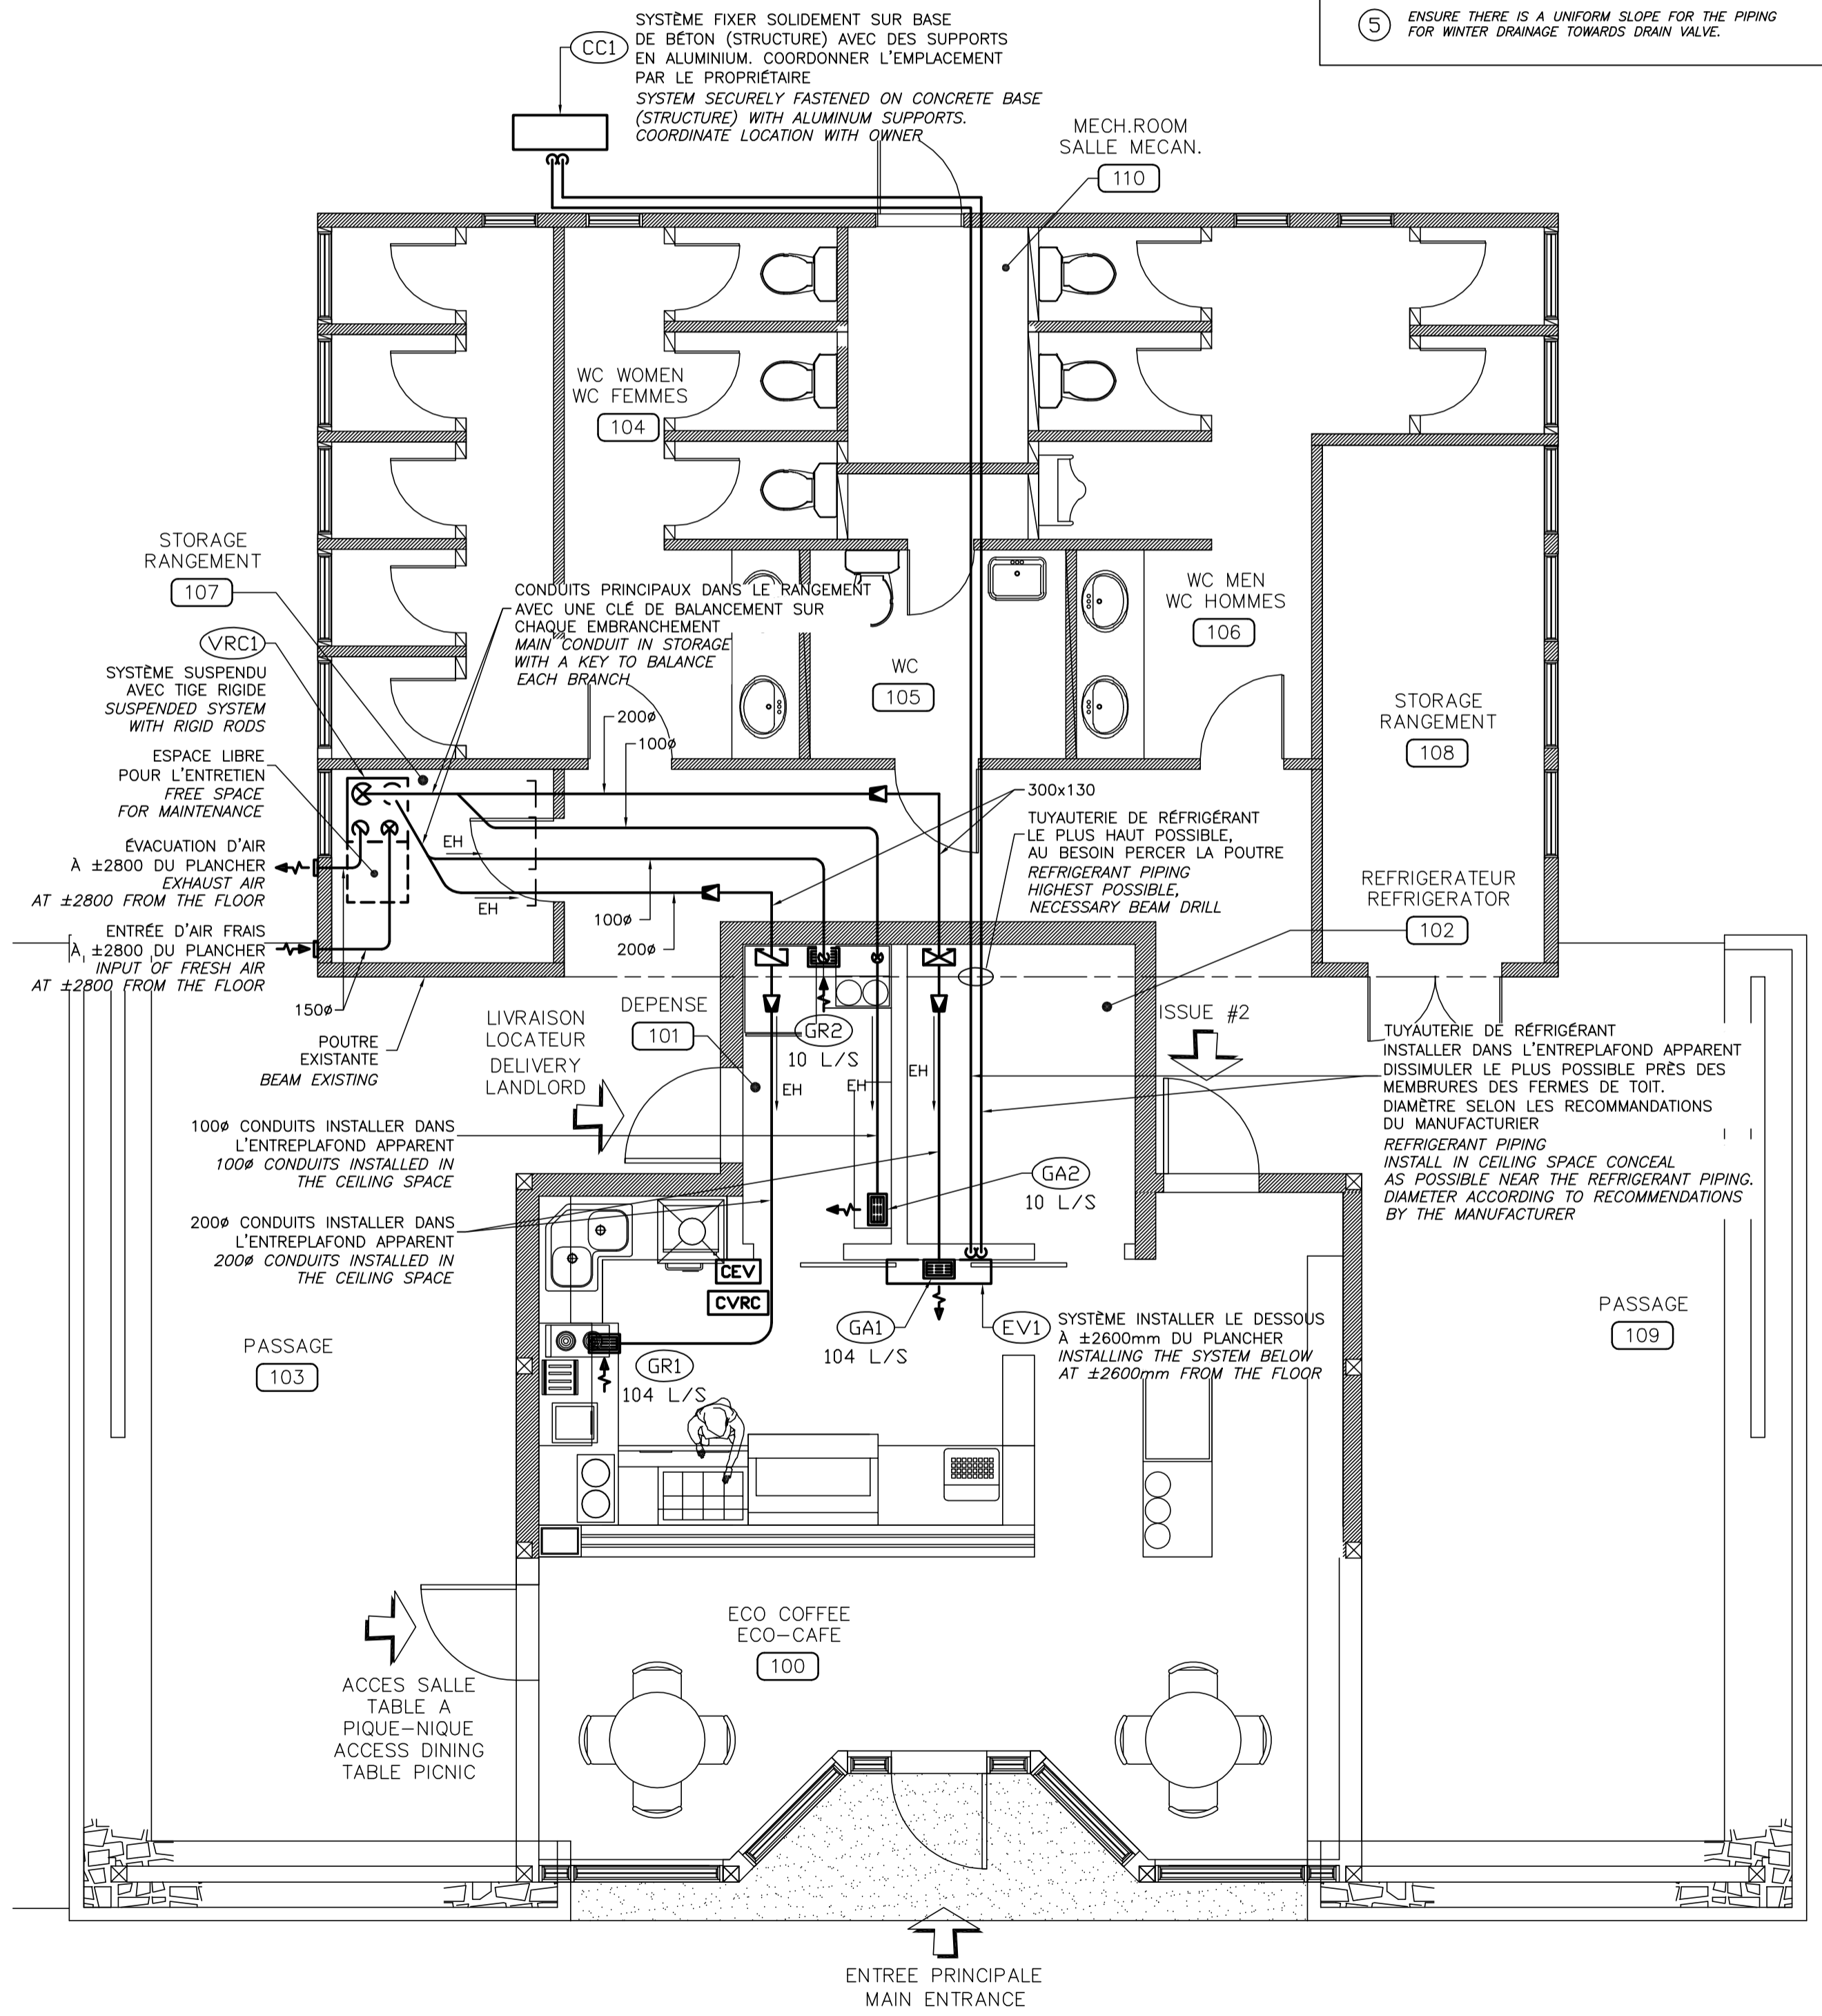 5
ENSURE THERE IS A UNIFORM SLOPE FOR THE PIPING
FOR WINTER DRAINAGE TOWARDS DRAIN VALVE.
CC1
SYSTÈME FIXER SOLIDEMENT SUR BASE
DE BÉTON (STRUCTURE) AVEC DES SUPPORTS
EN ALUMINIUM. COORDONNER L'EMPLACEMENT
PAR LE PROPRIÉTAIRE
SYSTEM SECURELY FASTENED ON CONCRETE BASE
(STRUCTURE) WITH ALUMINUM SUPPORTS.
COORDINATE LOCATION WITH OWNER
MECH.ROOM
SALLE MECAN.
110
WC WOMEN
WC FEMMES
104
STORAGE
RANGEMENT
107
CONDUITS PRINCIPAUX DANS LE RANGEMENT
AVEC UNE CLÉ DE BALANCEMENT SUR
CHAQUE EMBRANCHEMENT
MAIN CONDUIT IN STORAGE
WITH A KEY TO BALANCE
EACH BRANCH
WC MEN
WC HOMMES
106
VRC1
SYSTÈME SUSPENDU
AVEC TIGE RIGIDE
SUSPENDED SYSTEM
WITH RIGID RODS
WC
105
STORAGE
RANGEMENT
108
200ø
100ø
ESPACE LIBRE
POUR L'ENTRETIEN
FREE SPACE
FOR MAINTENANCE
300x130
TUYAUTERIE DE RÉFRIGÉRANT
LE PLUS HAUT POSSIBLE,
AU BESOIN PERCER LA POUTRE
REFRIGERANT PIPING
HIGHEST POSSIBLE,
NECESSARY BEAM DRILL
ÉVACUATION D'AIR
À ±2800 DU PLANCHER
EXHAUST AIR
AT ±2800 FROM THE FLOOR
EH
EH
100ø
200ø
REFRIGERATEUR
REFRIGERATOR
102
ENTRÉE D'AIR FRAIS
À ±2800 DU PLANCHER
INPUT OF FRESH AIR
AT ±2800 FROM THE FLOOR
150ø
POUTRE
EXISTANTE
BEAM EXISTING
LIVRAISON
LOCATEUR
DELIVERY
LANDLORD
DEPENSE
101
GR2
10 L/S
EH
EH
EH
ISSUE #2
TUYAUTERIE DE RÉFRIGÉRANT
INSTALLER DANS L'ENTREPLAFOND APPARENT
DISSIMULER LE PLUS POSSIBLE PRÈS DES
MEMBRURES DES FERMES DE TOIT.
DIAMÈTRE SELON LES RECOMMANDATIONS
DU MANUFACTURIER
REFRIGERANT PIPING
INSTALL IN CEILING SPACE CONCEAL
AS POSSIBLE NEAR THE REFRIGERANT PIPING.
DIAMETER ACCORDING TO RECOMMENDATIONS
BY THE MANUFACTURER
100ø CONDUITS INSTALLER DANS
L'ENTREPLAFOND APPARENT
100ø CONDUITS INSTALLED IN
THE CEILING SPACE
GA2
10 L/S
200ø CONDUITS INSTALLER DANS
L'ENTREPLAFOND APPARENT
200ø CONDUITS INSTALLED IN
THE CEILING SPACE
CEV
CVRC
GA1
104 L/S
EV1
SYSTÈME INSTALLER LE DESSOUS
À ±2600mm DU PLANCHER
INSTALLING THE SYSTEM BELOW
AT ±2600mm FROM THE FLOOR
PASSAGE
109
PASSAGE
103
GR1
104 L/S
ECO COFFEE
ECO-CAFE
100
ACCES SALLE
TABLE A
PIQUE-NIQUE
ACCESS DINING
TABLE PICNIC
ENTREE PRINCIPALE
MAIN ENTRANCE